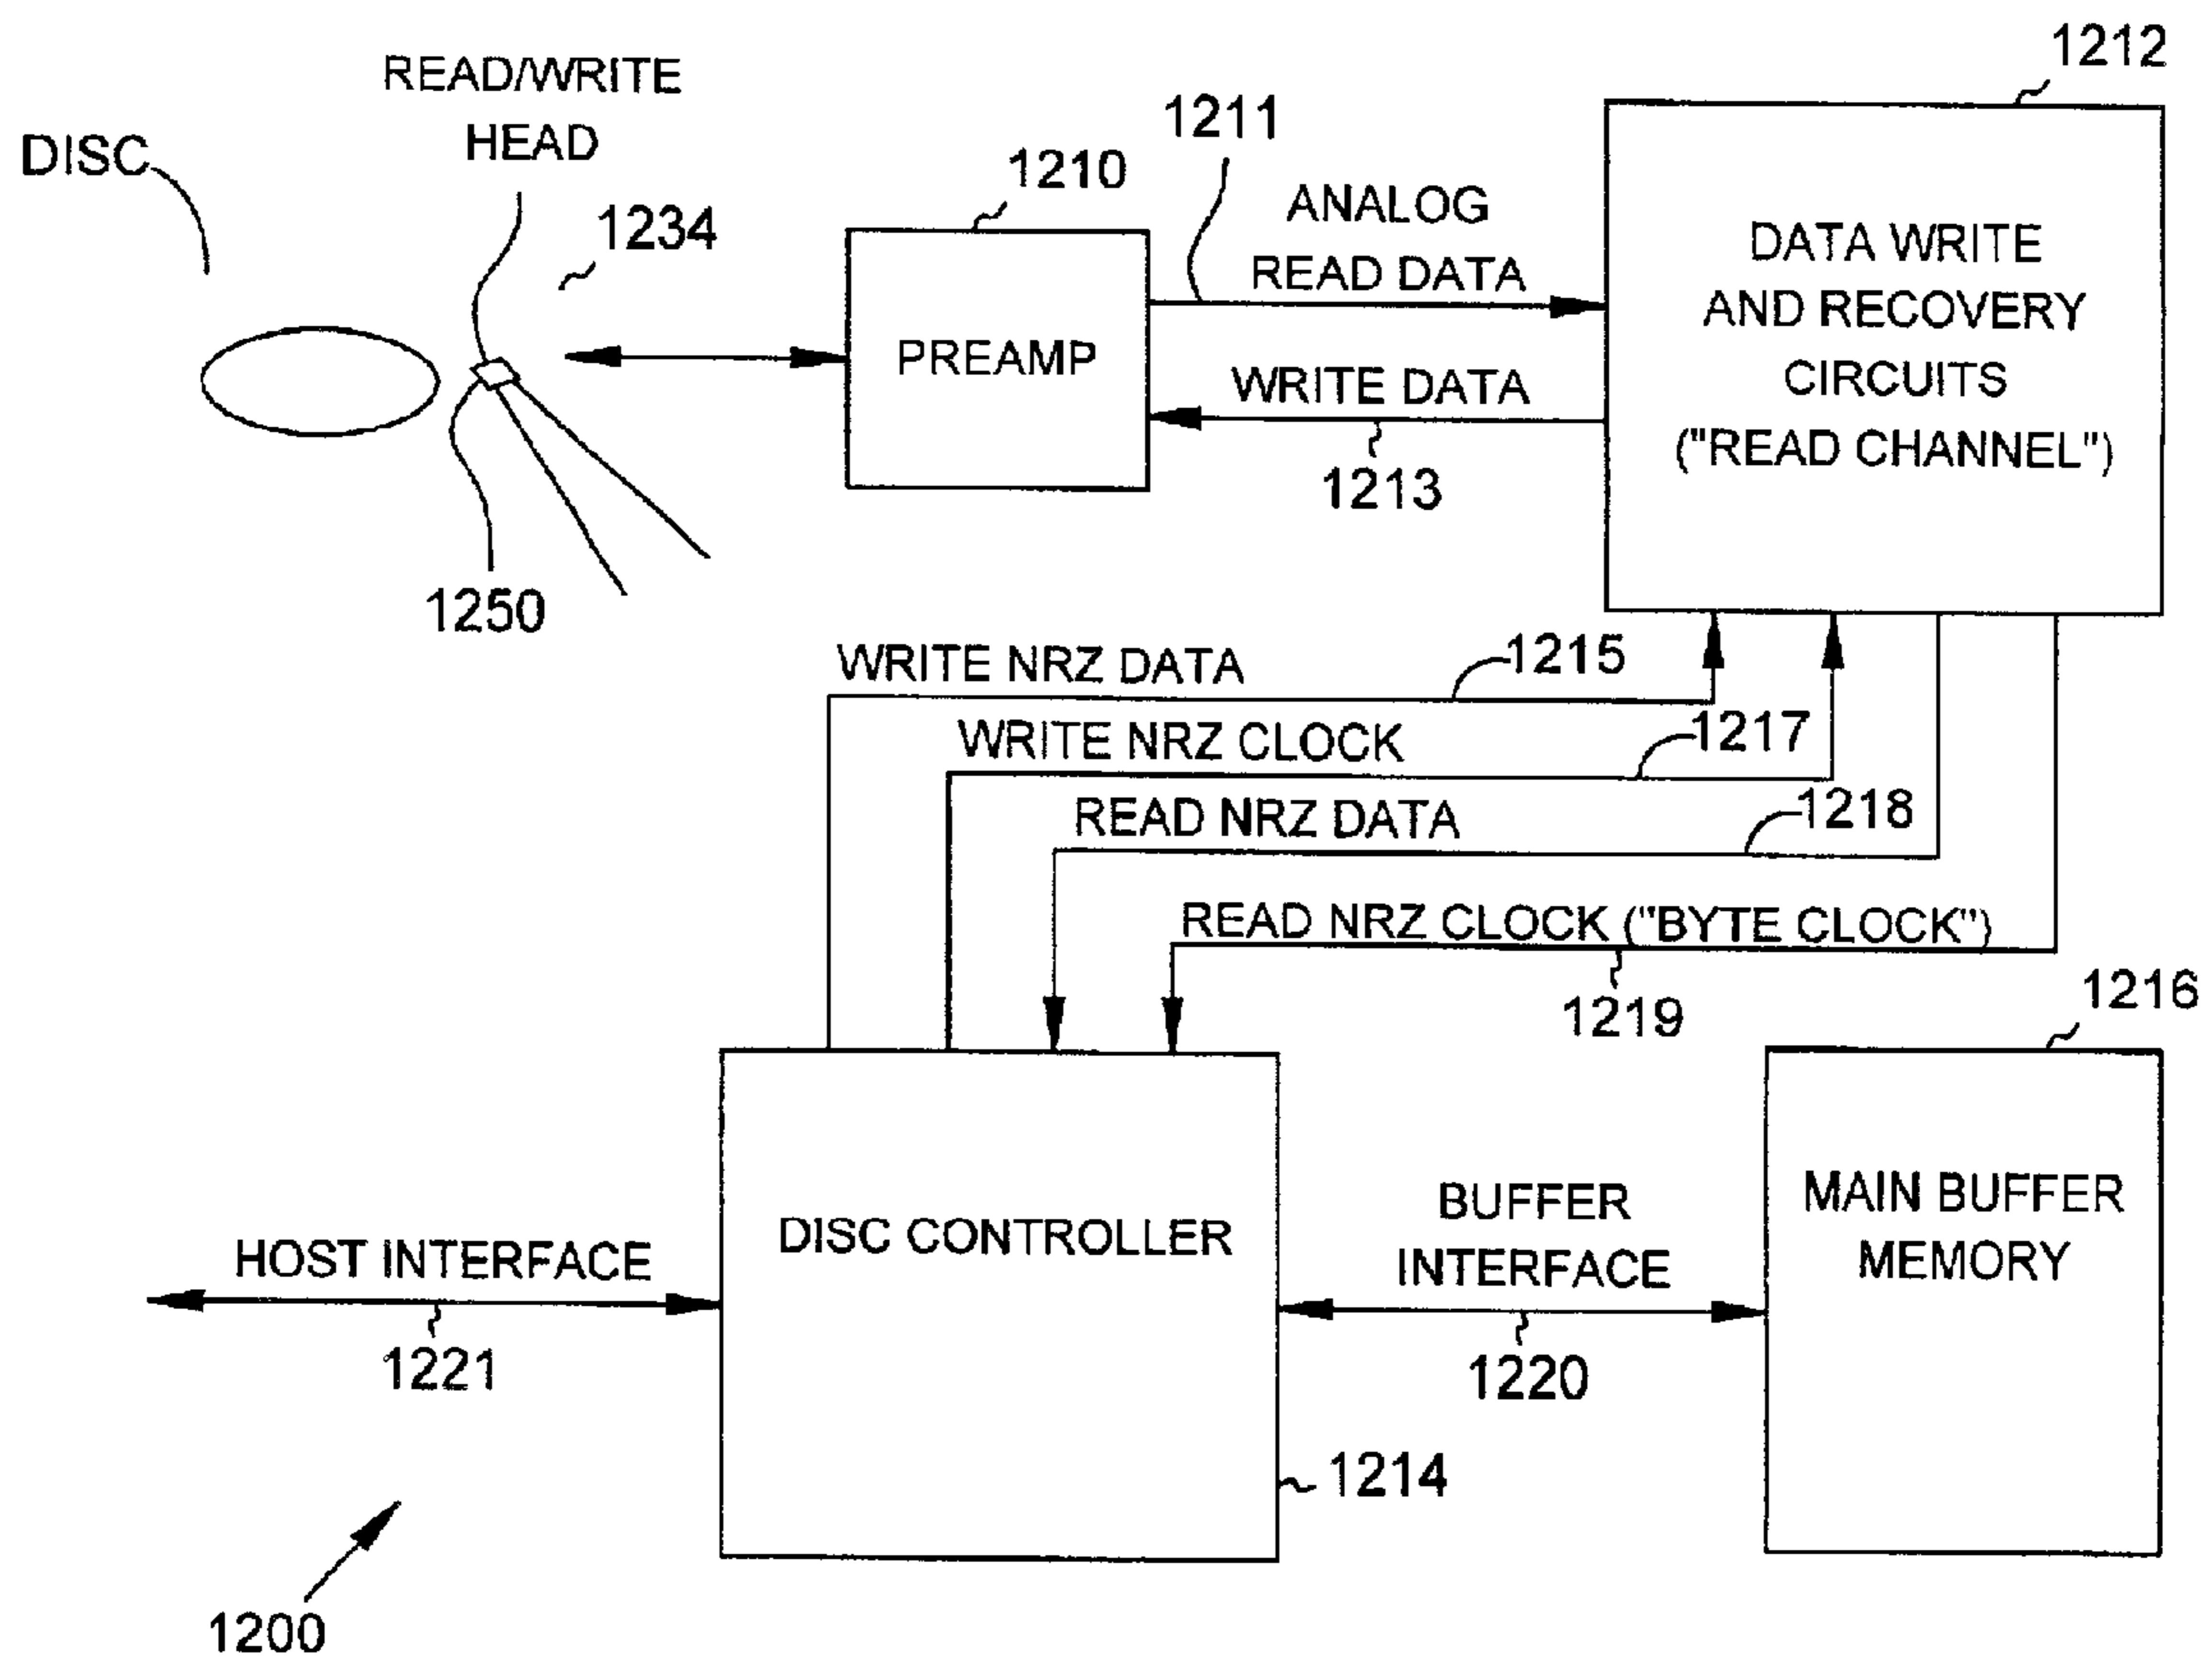 1212
READ/WRITE
HEAD
DISC
1211
1210
1234
ANALOG
READ DATA
DATA WRITE
AND RECOVERY
CIRCUITS
("READ CHANNEL")
PREAMP
WRITE DATA
1213
1250
WRITE NRZ DATA
1215
WRITE NRZ CLOCK
1217
READ NRZ DATA
1218
READ NRZ CLOCK ("BYTE CLOCK")
1219
1216
DISC CONTROLLER
BUFFER
INTERFACE
MAIN BUFFER
MEMORY
HOST INTERFACE
1221
1220
1214
1200